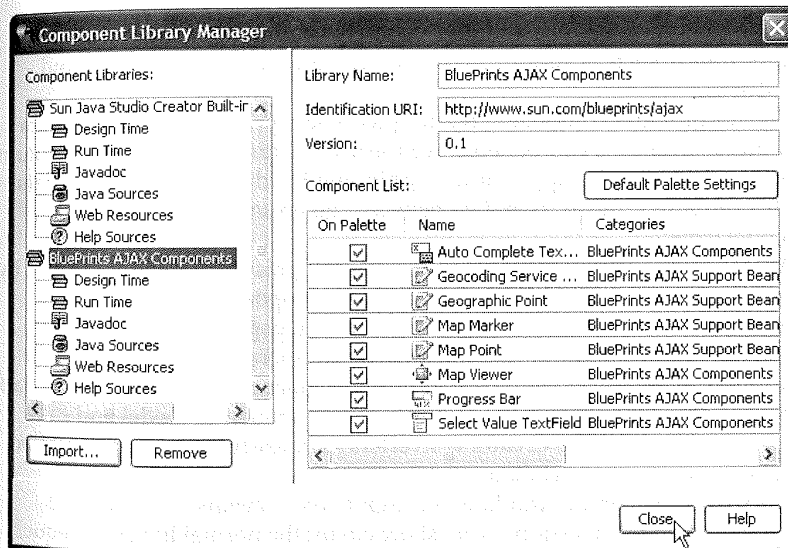 Component Library Manager
Component Libraries:
Sun Java Studio Creator Built-ir
Design Time
Run Time
Javadoc
Java Sources
Web Resources
Help Sources
BluePrints AJAX Components
Design Time
Run Time
Javadoc
Java Sources
Web Resources
Help Sources
Import...
Remove
Library Name: BluePrints AJAX Components
Identification URI: http://www.sun.com/blueprints/ajax
Version: 0.1
Component List:
Default Palette Settings
On Palette Name Categories
Auto Complete Tex... BluePrints AJAX Components
Geocoding Service ... BluePrints AJAX Support Bean
Geographic Point BluePrints AJAX Support Bean
Map Marker BluePrints AJAX Support Bean
Map Point BluePrints AJAX Support Bean
Map Viewer BluePrints AJAX Components
Progress Bar BluePrints AJAX Components
Select Value TextField BluePrints AJAX Components
Close
Help